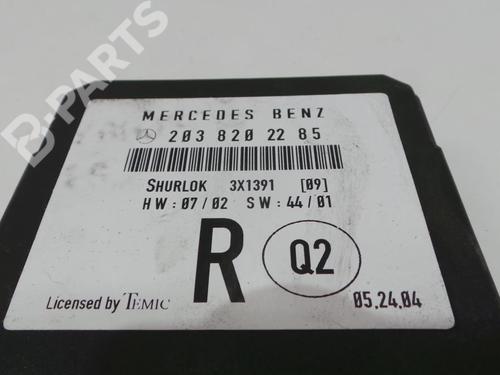 B-PARTS
MERCEDES BENZ
203 820 22 85
SHURLOK 3X1391 [09]
HW:07/02 SW:44/01
R
Q2
Licensed by TEMIC
05.24.04